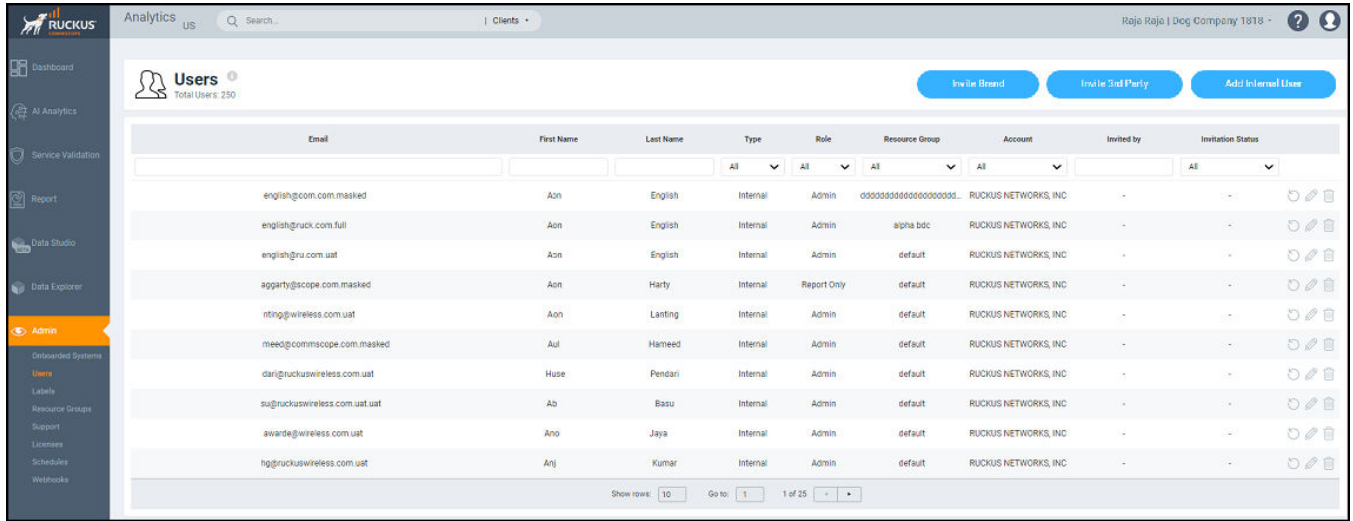 RUCKUS
COMMSCOPE
Analytics US
Search...
| Clients
Raja Raja | Dog Company 1818
?
Dashboard
AI Analytics
Service Validation
Report
Data Studio
BETA
Data Explorer
Admin
Onboarded Systems
Users
Labels
Resource Groups
Support
Licenses
Schedules
Webhooks
Users
Total Users: 250
Invite Brand Invite 3rd Party Add Internal User
Email First Name Last Name Type Role Resource Group Account Invited by Invitation Status
All All All All All
english@com.com.masked Aon English Internal Admin ddddddddddddddddddd... RUCKUS NETWORKS, INC - -
english@ruck.com.full Aon English Internal Admin alpha bdc RUCKUS NETWORKS, INC - -
english@ru.com.uat Aon English Internal Admin default RUCKUS NETWORKS, INC - -
aggarty@scope.com.masked Aon Harty Internal Report Only default RUCKUS NETWORKS, INC - -
nting@wireless.com.uat Aon Lanting Internal Admin default RUCKUS NETWORKS, INC - -
meed@commscope.com.masked Aul Hameed Internal Admin default RUCKUS NETWORKS, INC - -
dari@ruckuswireless.com.uat Huse Pendari Internal Admin default RUCKUS NETWORKS, INC - -
su@ruckuswireless.com.uat.uat Ab Basu Internal Admin default RUCKUS NETWORKS, INC - -
awarde@wireless.com.uat Ano Jaya Internal Admin default RUCKUS NETWORKS, INC - -
hg@ruckuswireless.com.uat Anj Kumar Internal Admin default RUCKUS NETWORKS, INC - -
Show rows: 10 Go to: 1 1 of 25